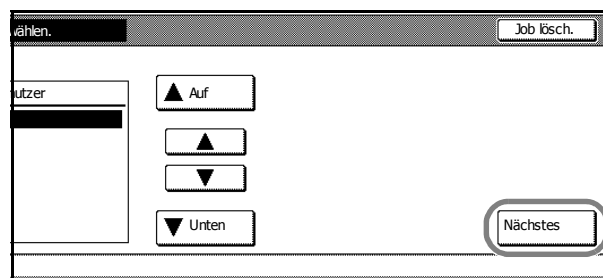 wählen.
Job lösch.
utzer
Auf
Unten
Nächstes